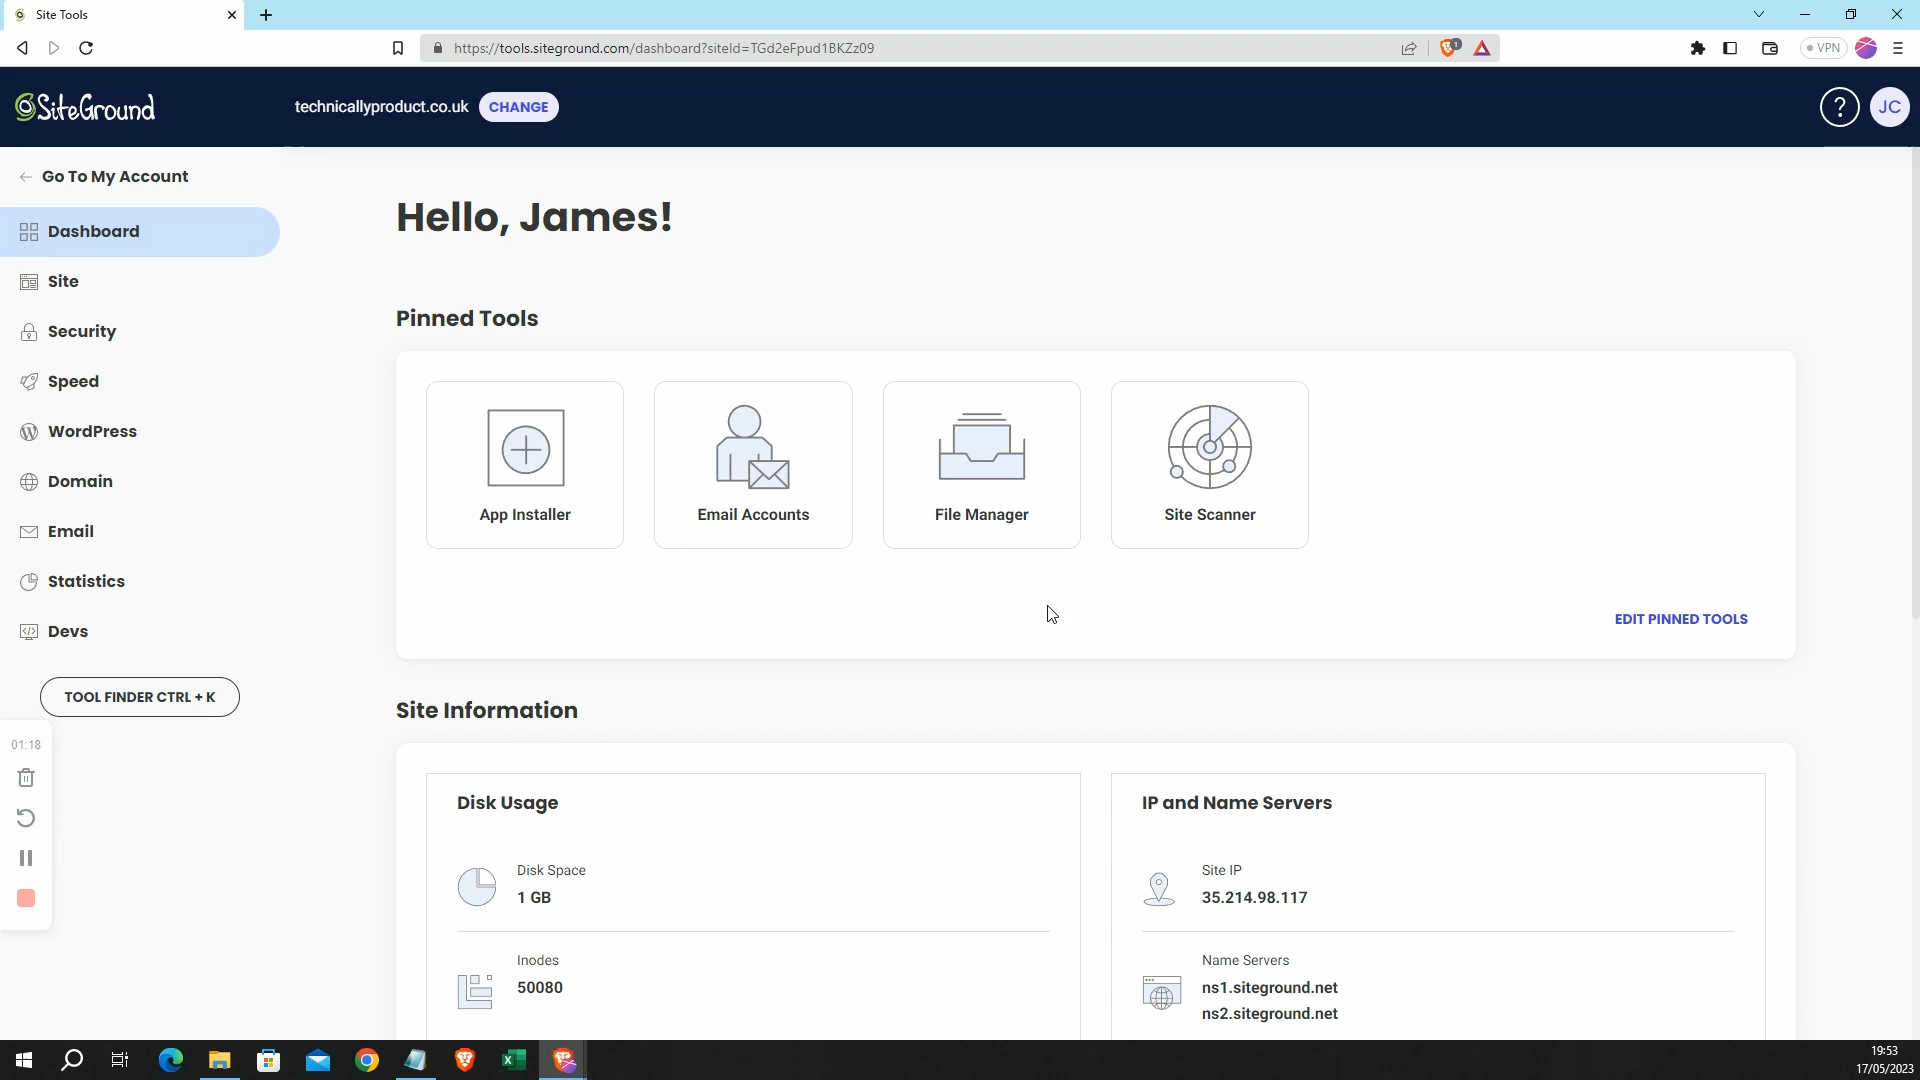 Site Tools
https://tools.siteground.com/dashboard?siteId=TGd2eFpud1BKZz09
1
VPN
SiteGround
technicallyproduct.co.uk
CHANGE
?
JC
Go To My Account
Dashboard
Site
Security
Speed
WordPress
Domain
Email
Statistics
Devs
TOOL FINDER CTRL + K
01:18
Hello, James!
Pinned Tools
App Installer
Email Accounts
File Manager
Site Scanner
EDIT PINNED TOOLS
Site Information
Disk Usage
Disk Space
1 GB
Inodes
50080
IP and Name Servers
Site IP
35.214.98.117
Name Servers
ns1.siteground.net
ns2.siteground.net
19:53
17/05/2023